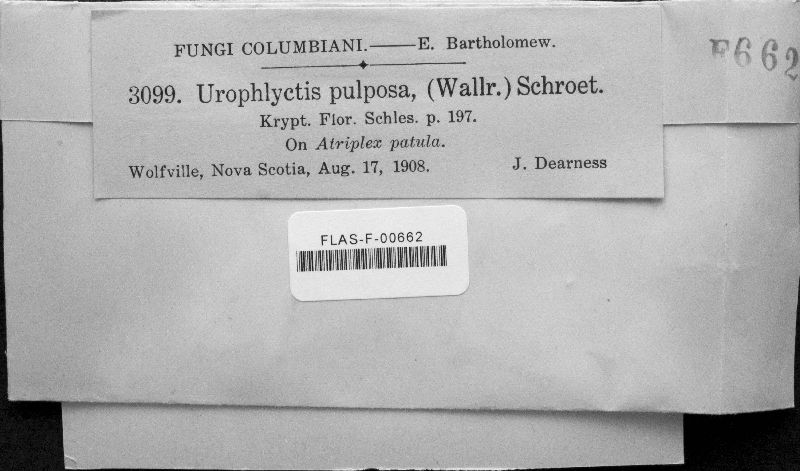 FUNGI COLUMBIANI.——E. Bartholomew.
3099. Urophlyctis pulposa, (Wallr.) Schroet.
Krypt. Flor. Schles. p. 197.
On Atriplex patula.
Wolfville, Nova Scotia, Aug. 17, 1908. J. Dearness
F662
FLAS-F-00662